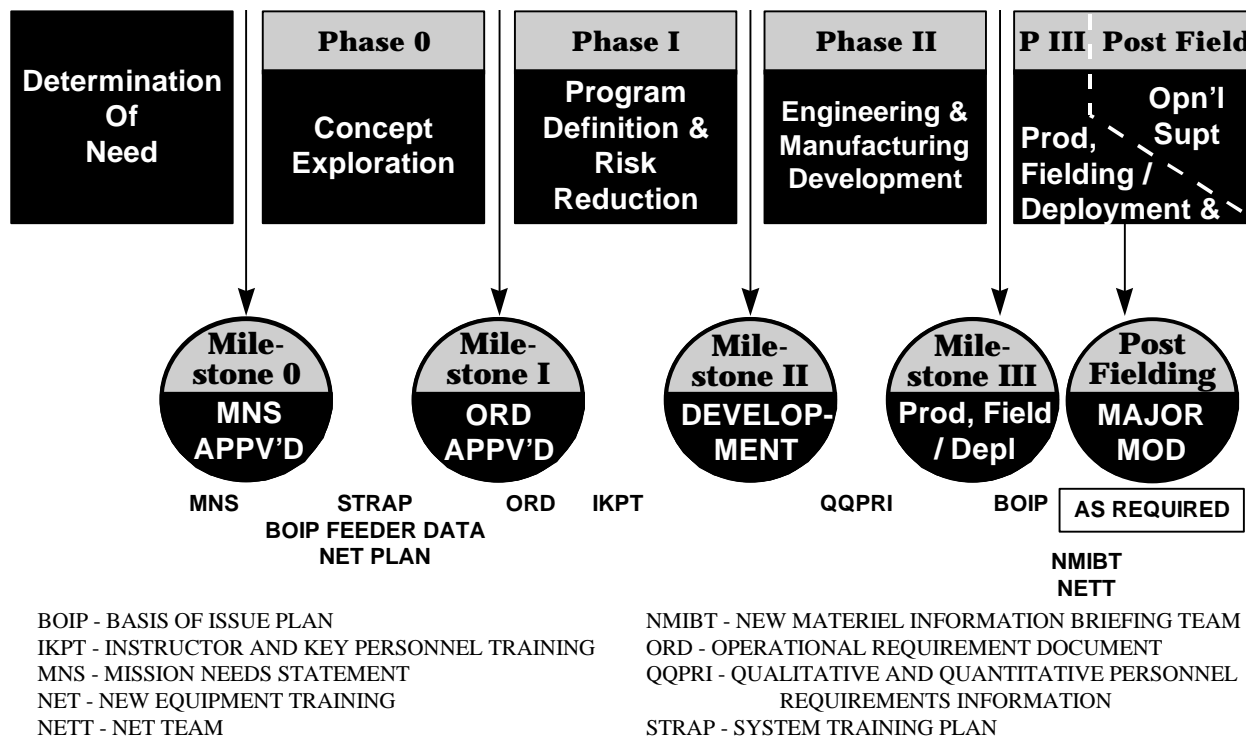 Determination
Of
Need
Phase 0
Concept
Exploration
Phase I
Program
Definition &
Risk
Reduction
Phase II
Engineering &
Manufacturing
Development
P III Post Field
Opn'l
Supt
Prod,
Fielding /
Deployment &
Mile-
stone 0
MNS
APPV'D
Mile-
stone I
ORD
APPV'D
Mile-
stone II
DEVELOP-
MENT
Mile-
stone III
Prod, Field
/ Depl
Post
Fielding
MAJOR
MOD
MNS
STRAP
BOIP FEEDER DATA
NET PLAN
ORD
IKPT
QQPRI
BOIP
AS REQUIRED
NMIBT
NETT
BOIP - BASIS OF ISSUE PLAN
IKPT - INSTRUCTOR AND KEY PERSONNEL TRAINING
MNS - MISSION NEEDS STATEMENT
NET - NEW EQUIPMENT TRAINING
NETT - NET TEAM
NMIBT - NEW MATERIEL INFORMATION BRIEFING TEAM
ORD - OPERATIONAL REQUIREMENT DOCUMENT
QQPRI - QUALITATIVE AND QUANTITATIVE PERSONNEL
REQUIREMENTS INFORMATION
STRAP - SYSTEM TRAINING PLAN